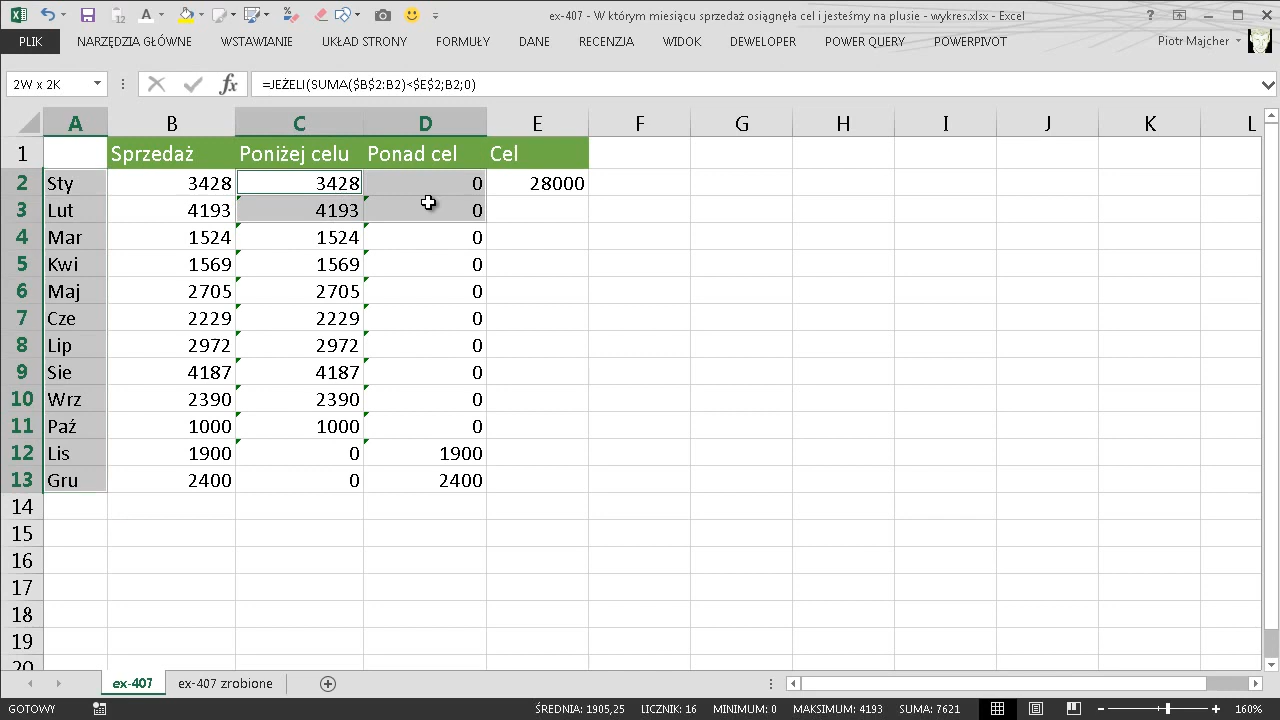 ex-407 - W którym miesiącu sprzedaż osiągnęła cel i jesteśmy na plusie - wykres.xlsx - Excel
PLIK NARZĘDZIA GŁÓWNE WSTAWIANIE UKŁAD STRONY FORMUŁY DANE RECENZJA WIDOK DEWELOPER POWER QUERY POWERPIVOT Piotr Majcher
2W x 2K fx =JEŻELI(SUMA($B$2:B2)<$E$2;B2;0)
A B C D E F G H I J K L
1 Sprzedaż Poniżej celu Ponad cel Cel
2 Sty 3428 3428 0 28000
3 Lut 4193 4193 0
4 Mar 1524 1524 0
5 Kwi 1569 1569 0
6 Maj 2705 2705 0
7 Cze 2229 2229 0
8 Lip 2972 2972 0
9 Sie 4187 4187 0
10 Wrz 2390 2390 0
11 Paź 1000 1000 0
12 Lis 1900 0 1900
13 Gru 2400 0 2400
14
15
16
17
18
19
20
ex-407 ex-407 zrobione
GOTOWY ŚREDNIA: 1905,25 LICZNIK: 16 MINIMUM: 0 MAKSIMUM: 4193 SUMA: 7621 160%